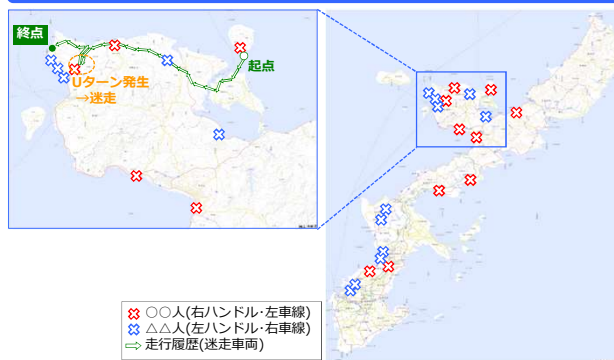 終点
起点
Uターン発生
→迷走
○○人(右ハンドル・左車線)
△△人(左ハンドル・右車線)
走行履歴(迷走車両)